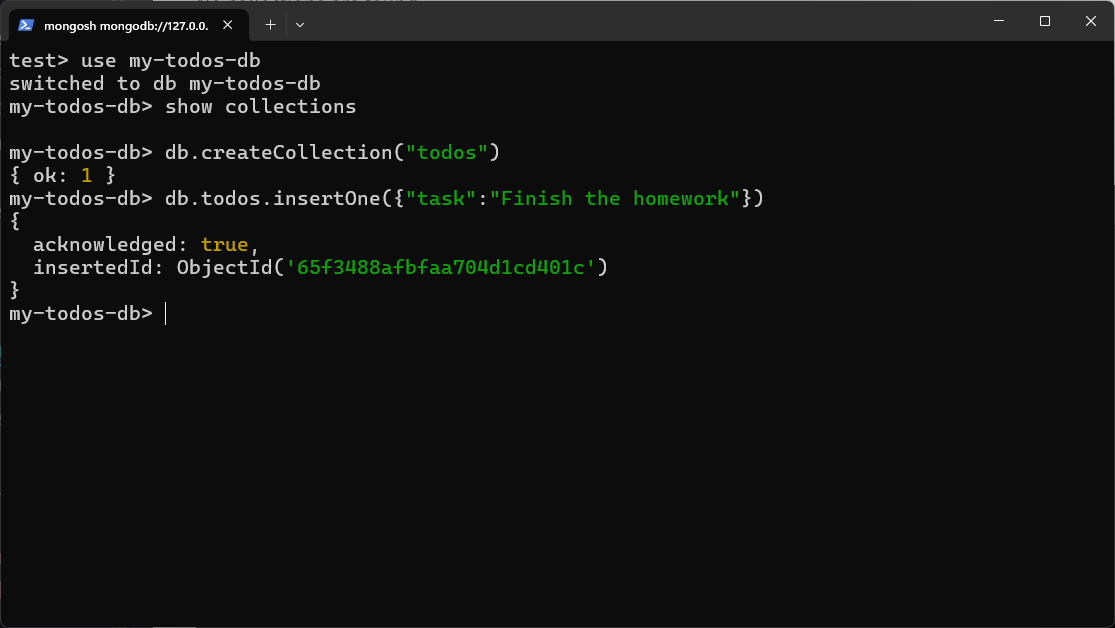 mongosh mongodb://127.0.0.
test> use my-todos-db
switched to db my-todos-db
my-todos-db> show collections
my-todos-db> db.createCollection("todos")
{ ok: 1 }
my-todos-db> db.todos.insertOne({"task":"Finish the homework"})
{
  acknowledged: true,
  insertedId: ObjectId('65f3488afbfaa704d1cd401c')
}
my-todos-db>